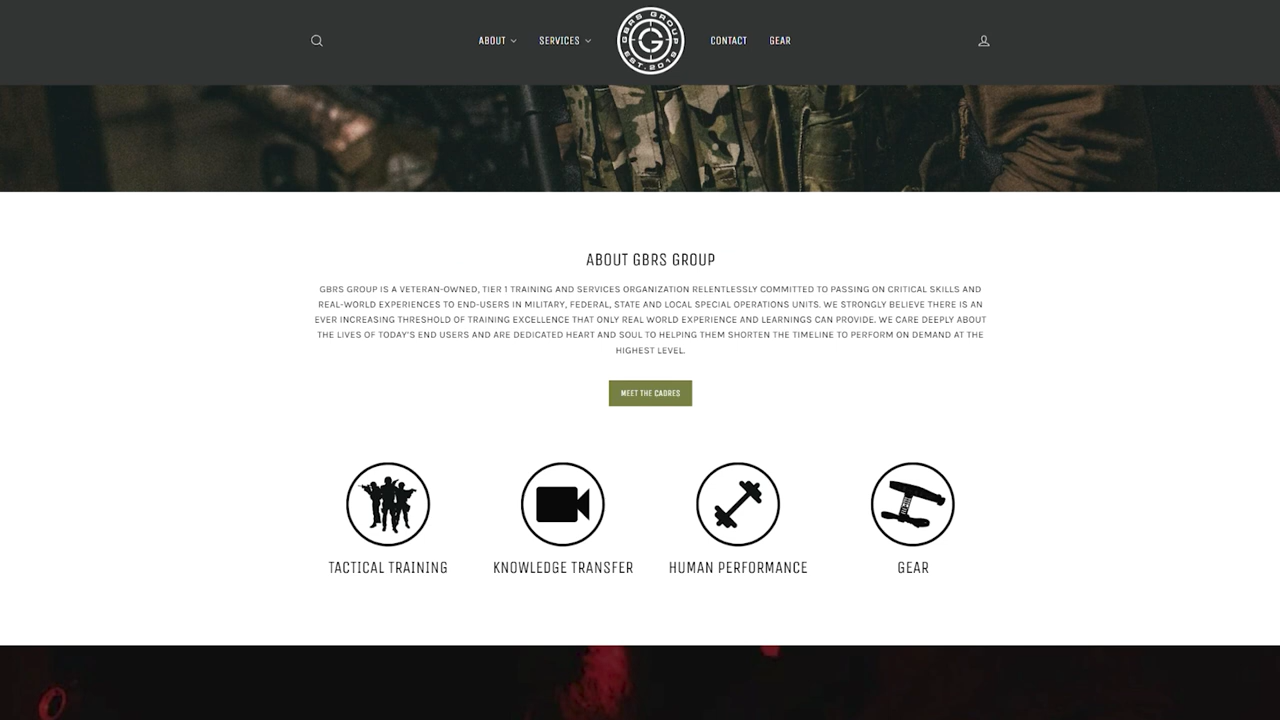 ABOUT SERVICES GBRS GROUP EST. 2019 G CONTACT GEAR
ABOUT GBRS GROUP
GBRS GROUP IS A VETERAN-OWNED, TIER 1 TRAINING AND SERVICES ORGANIZATION RELENTLESSLY COMMITTED TO PASSING ON CRITICAL SKILLS AND
REAL-WORLD EXPERIENCES TO END-USERS IN MILITARY, FEDERAL, STATE AND LOCAL SPECIAL OPERATIONS UNITS. WE STRONGLY BELIEVE THERE IS AN
EVER INCREASING THRESHOLD OF TRAINING EXCELLENCE THAT ONLY REAL WORLD EXPERIENCE AND LEARNINGS CAN PROVIDE. WE CARE DEEPLY ABOUT
THE LIVES OF TODAY'S END USERS AND ARE DEDICATED HEART AND SOUL TO HELPING THEM SHORTEN THE TIMELINE TO PERFORM ON DEMAND AT THE
HIGHEST LEVEL.
MEET THE CADRES
TACTICAL TRAINING KNOWLEDGE TRANSFER HUMAN PERFORMANCE GEAR